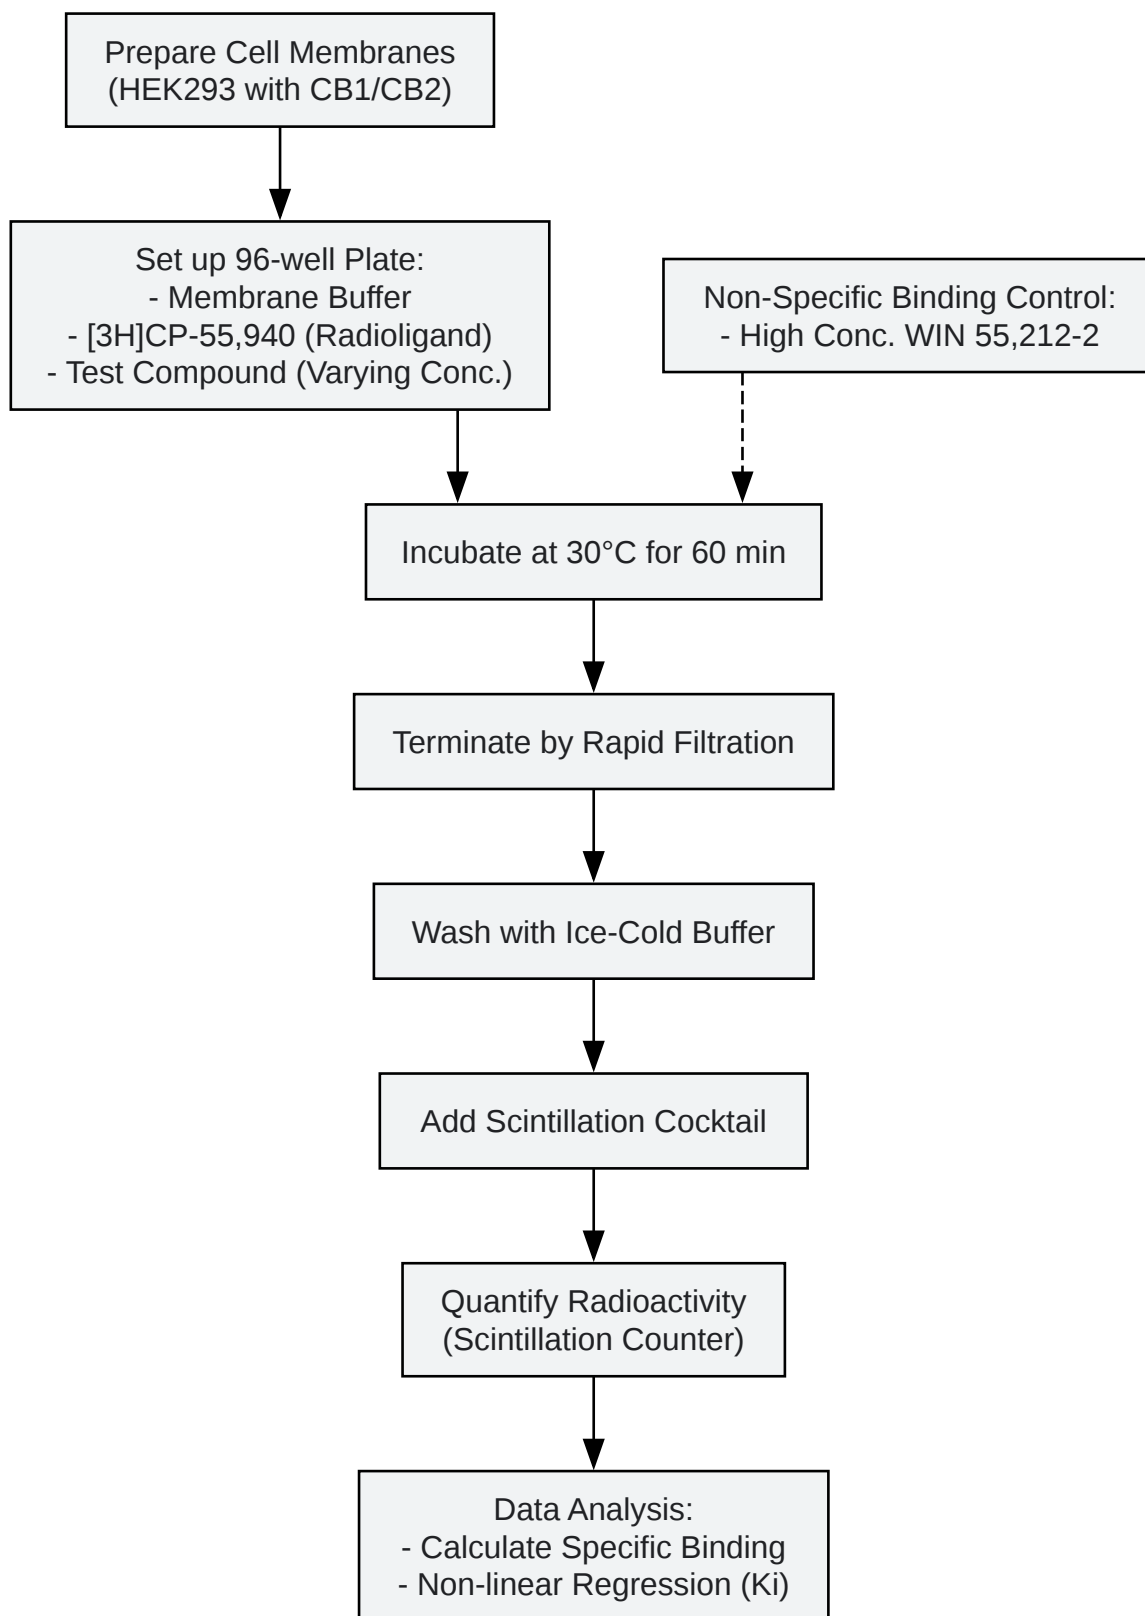 Prepare Cell Membranes
(HEK293 with CB1/CB2)
Set up 96-well Plate:
- Membrane Buffer
- [3H]CP-55,940 (Radioligand)
- Test Compound (Varying Conc.)
Non-Specific Binding Control:
- High Conc. WIN 55,212-2
Incubate at 30°C for 60 min
Terminate by Rapid Filtration
Wash with Ice-Cold Buffer
Add Scintillation Cocktail
Quantify Radioactivity
(Scintillation Counter)
Data Analysis:
- Calculate Specific Binding
- Non-linear Regression (Ki)